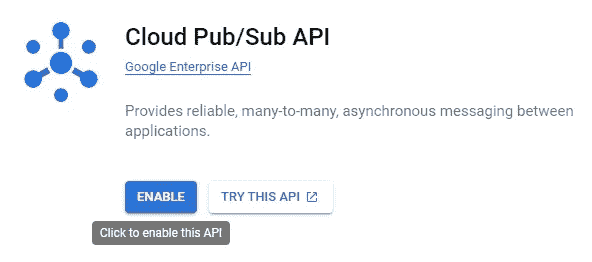 Cloud Pub/Sub API
Google Enterprise API
Provides reliable, many-to-many, asynchronous messaging between
applications.
ENABLE
TRY THIS API
Click to enable this API